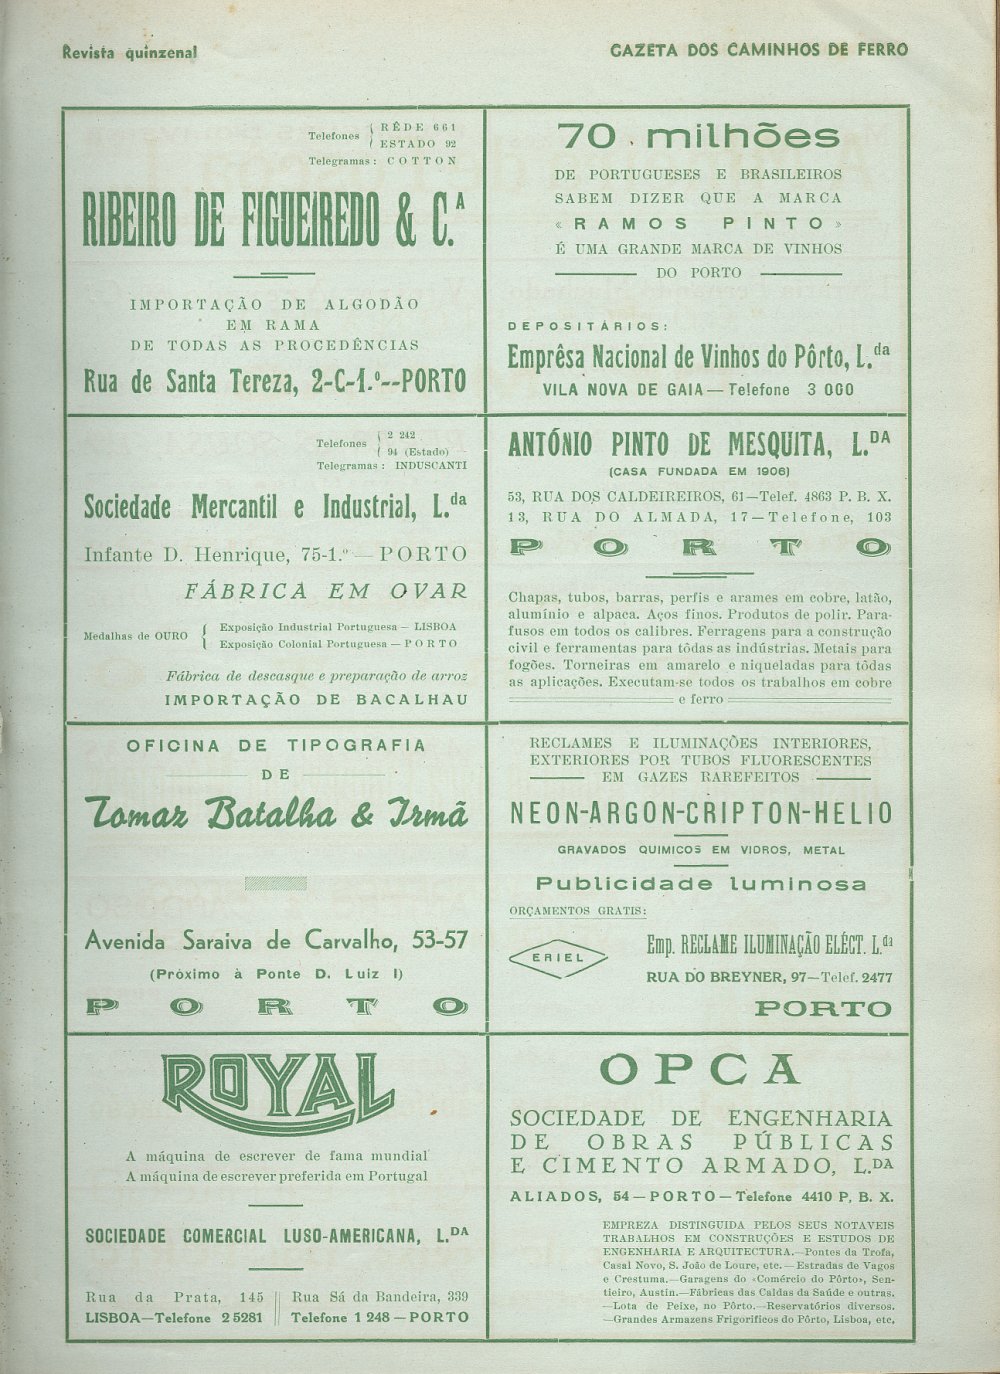 Revista quinzenal
GAZETA DOS CAMINHOS DE FERRO
Telefones { RÊDE 661
ESTADO 92
Telegramas: COTTON
RIBEIRO DE FIGUEIREDO & C.ᴬ
IMPORTAÇÃO DE ALGODÃO
EM RAMA
DE TODAS AS PROCEDÊNCIAS
Rua de Santa Tereza, 2-C-1.º--PORTO
70 milhões
DE PORTUGUESES E BRASILEIROS
SABEM DIZER QUE A MARCA
«RAMOS PINTO»
É UMA GRANDE MARCA DE VINHOS
DO PORTO
DEPOSITÁRIOS:
Emprêsa Nacional de Vinhos do Pôrto, L.da
VILA NOVA DE GAIA — Telefone 3 000
Telefones { 2 242
94 (Estado)
Telegramas: INDUSCANTI
Sociedade Mercantil e Industrial, L.da
Infante D. Henrique, 75-1.º — PORTO
FÁBRICA EM OVAR
Medalhas de OURO { Exposição Industrial Portuguesa — LISBOA
Exposição Colonial Portuguesa — PORTO
Fábrica de descasque e preparação de arroz
IMPORTAÇÃO DE BACALHAU
ANTÓNIO PINTO DE MESQUITA, L.DA
(CASA FUNDADA EM 1906)
53, RUA DOS CALDEIREIROS, 61—Telef. 4863 P. B. X.
13, RUA DO ALMADA, 17—Telefone, 103
PORTO
Chapas, tubos, barras, perfis e arames em cobre, latão,
alumínio e alpaca. Aços finos. Produtos de polir. Para-
fusos em todos os calibres. Ferragens para a construção
civil e ferramentas para tôdas as indústrias. Metais para
fogões. Torneiras em amarelo e niqueladas para tôdas
as aplicações. Executam-se todos os trabalhos em cobre
e ferro
OFICINA DE TIPOGRAFIA
DE
Tomaz Batalha & Irmã
Avenida Saraiva de Carvalho, 53-57
(Próximo à Ponte D. Luiz I)
PORTO
RECLAMES E ILUMINAÇÕES INTERIORES,
EXTERIORES POR TUBOS FLUORESCENTES
EM GAZES RAREFEITOS
NEON-ARGON-CRIPTON-HELIO
GRAVADOS QUIMICOS EM VIDROS, METAL
Publicidade luminosa
ORÇAMENTOS GRATIS:
ERIEL
Emp. RECLAME ILUMINAÇÃO ELÉCT. L.da
RUA DO BREYNER, 97—Telef. 2477
PORTO
ROYAL
A máquina de escrever de fama mundial
A máquina de escrever preferida em Portugal
SOCIEDADE COMERCIAL LUSO-AMERICANA, L.DA
Rua da Prata, 145
LISBOA—Telefone 2 5281
Rua Sá da Bandeira, 339
Telefone 1 248 — PORTO
OPCA
SOCIEDADE DE ENGENHARIA
DE OBRAS PÚBLICAS
E CIMENTO ARMADO, L.DA
ALIADOS, 54—PORTO—Telefone 4410 P. B. X.
EMPREZA DISTINGUIDA PELOS SEUS NOTAVEIS
TRABALHOS EM CONSTRUÇÕES E ESTUDOS DE
ENGENHARIA E ARQUITECTURA.—Pontes da Trofa,
Casal Novo, S. João de Loure, etc.—Estradas de Vagos
e Crestuma.—Garagens do «Comércio do Pôrto», Sen-
tieiro, Austin.—Fábricas das Caldas da Saúde e outras.
—Lota de Peixe, no Pôrto.—Reservatórios diversos.
—Grandes Armazens Frigorificos do Pôrto, Lisboa, etc,